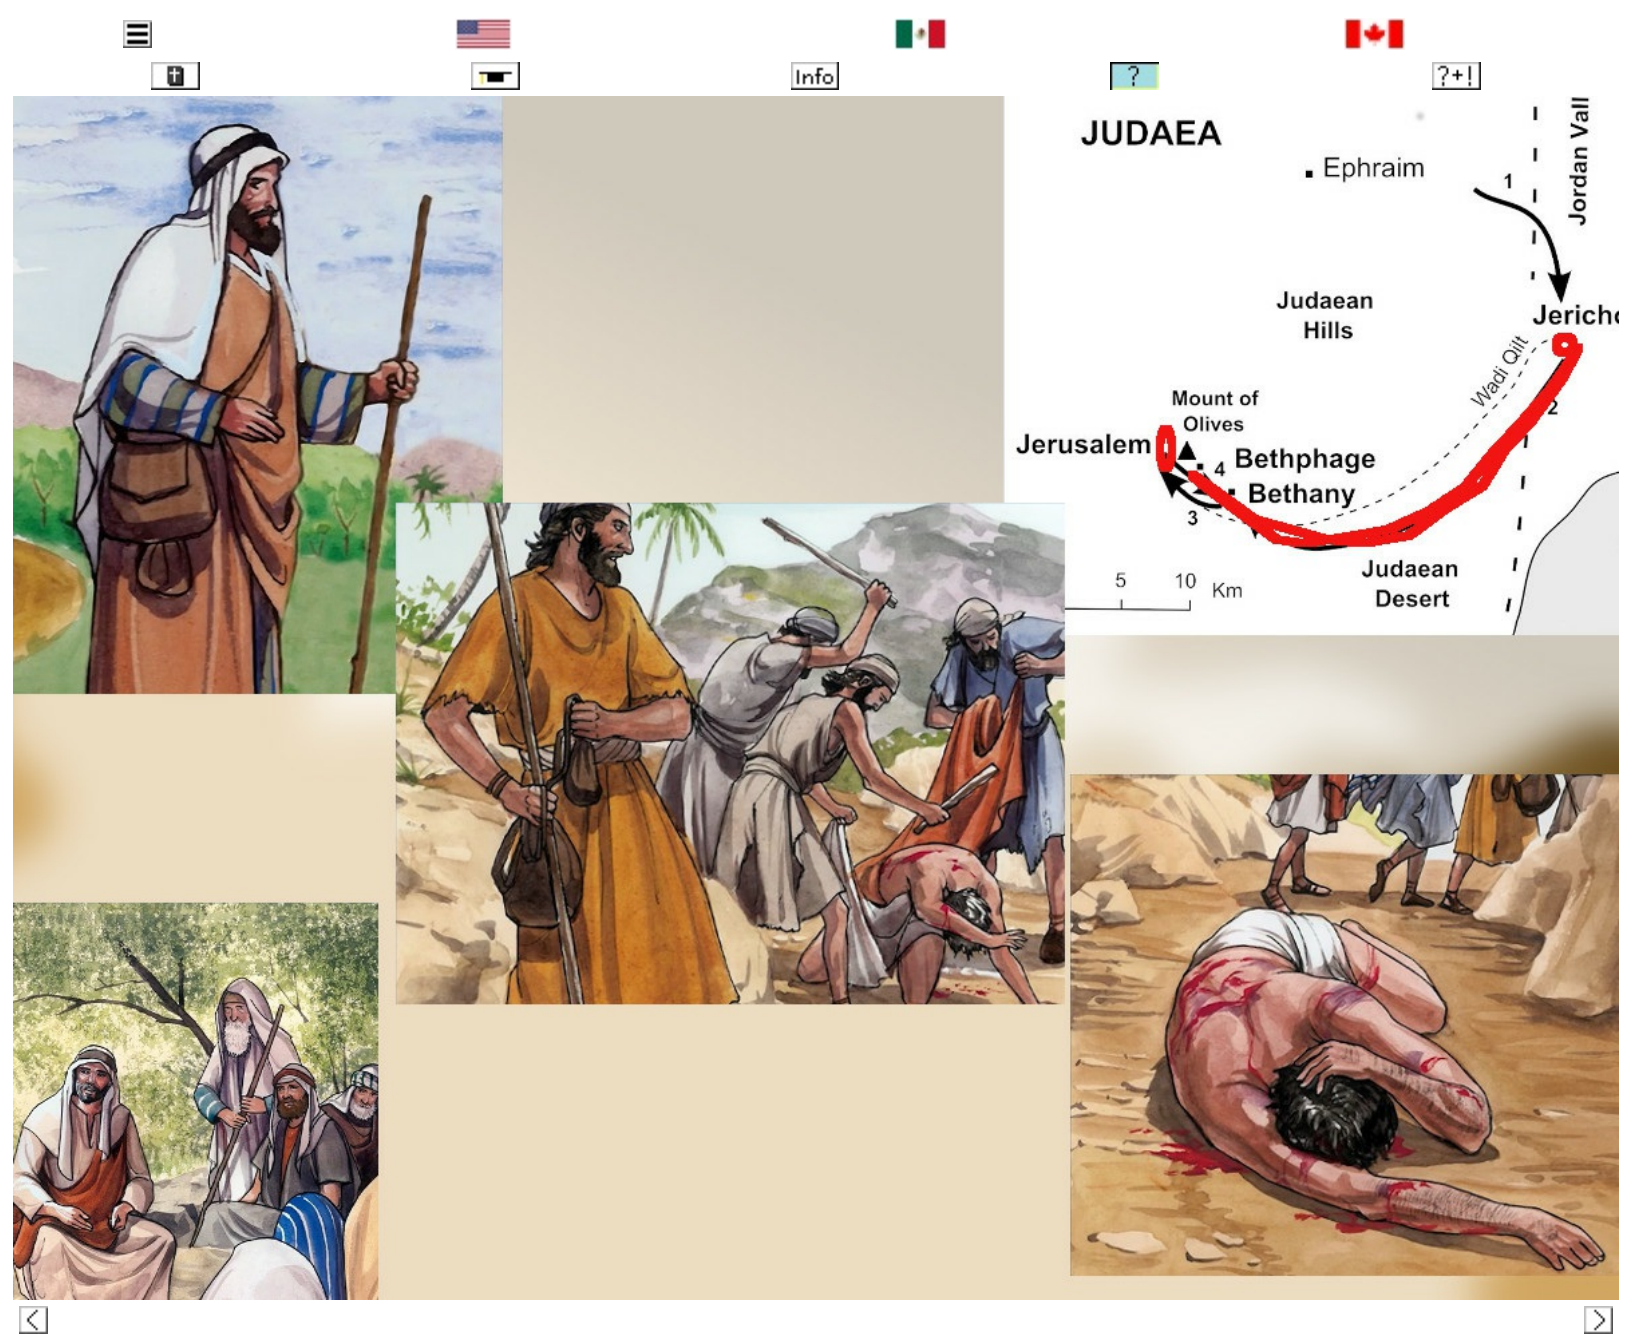 Info
?
?+!
JUDAEA
Ephraim
1
Jordan Vall
Judaean
Hills
Jericho
Wadi Qilt
2
Mount of
Olives
Jerusalem
4
Bethphage
Bethany
3
Judaean
Desert
5
10
Km